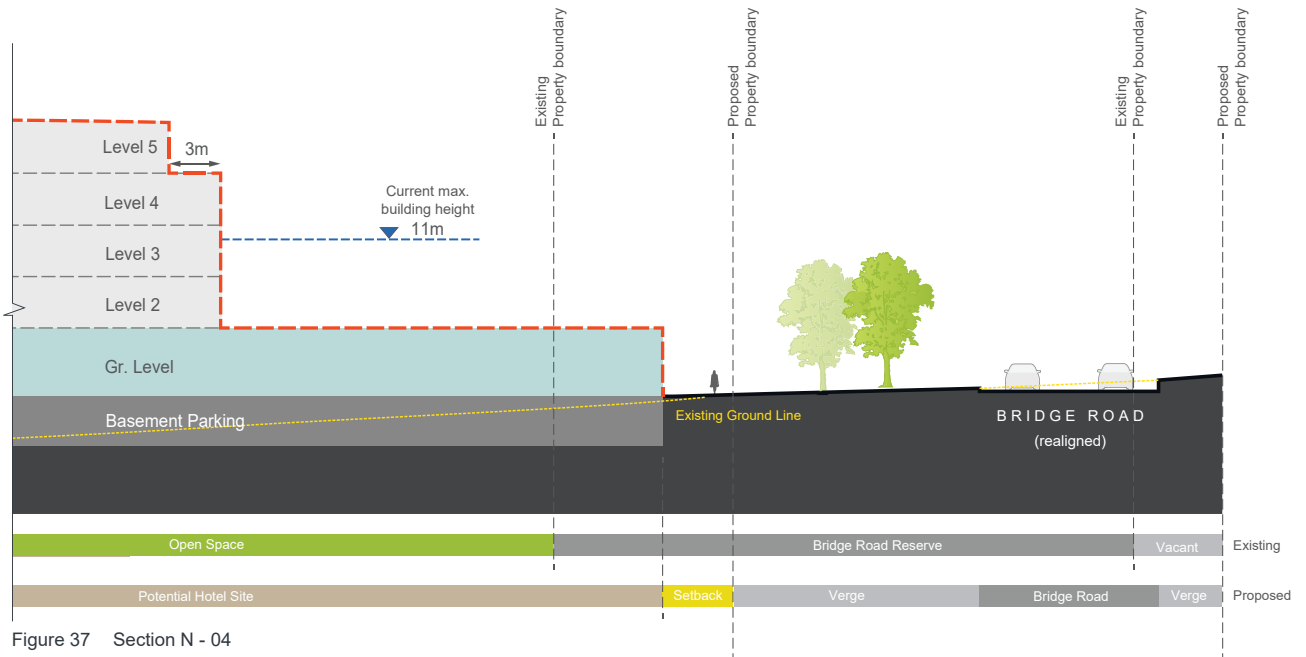 Existing
Property boundary
Proposed
Property boundary
Existing
Property boundary
Proposed
Property boundary
Level 5
3m
Level 4
Current max.
building height
11m
Level 3
Level 2
Gr. Level
Basement Parking
Existing Ground Line
BRIDGE ROAD
(realigned)
Open Space
Bridge Road Reserve
Vacant
Existing
Potential Hotel Site
Setback
Verge
Bridge Road
Verge
Proposed
Figure 37 Section N - 04